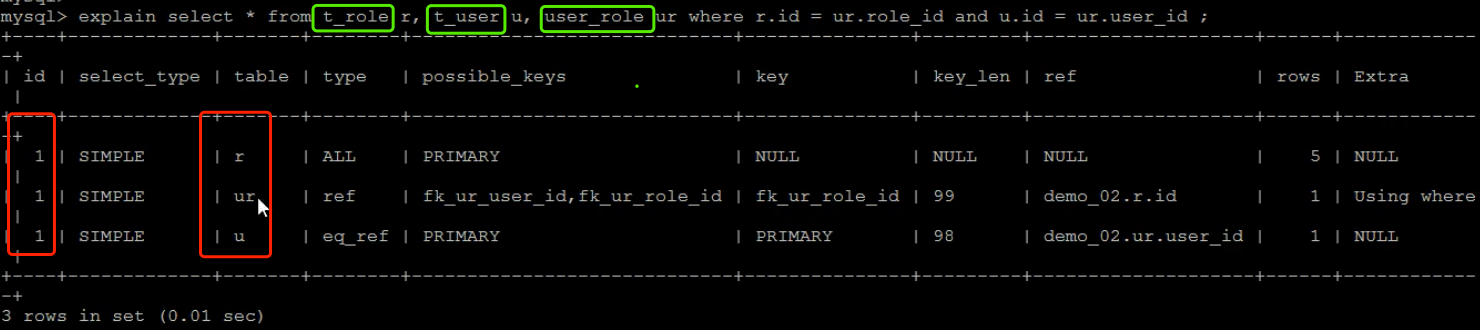 mysql>
mysql> explain select * from t_role r, t_user u, user_role ur where r.id = ur.role_id and u.id = ur.user_id ;
+----+-------------+-------+--------+---------------------------+---------------+---------+--------------------+------+------------
-+
| id | select_type | table | type | possible_keys | key | key_len | ref | rows | Extra
|
+----+-------------+-------+--------+---------------------------+---------------+---------+--------------------+------+------------
-+
| 1 | SIMPLE | r | ALL | PRIMARY | NULL | NULL | NULL | 5 | NULL
|
| 1 | SIMPLE | ur | ref | fk_ur_user_id,fk_ur_role_id | fk_ur_role_id | 99 | demo_02.r.id | 1 | Using where
|
| 1 | SIMPLE | u | eq_ref | PRIMARY | PRIMARY | 98 | demo_02.ur.user_id | 1 | NULL
|
+----+-------------+-------+--------+---------------------------+---------------+---------+--------------------+------+------------
-+
3 rows in set (0.01 sec)